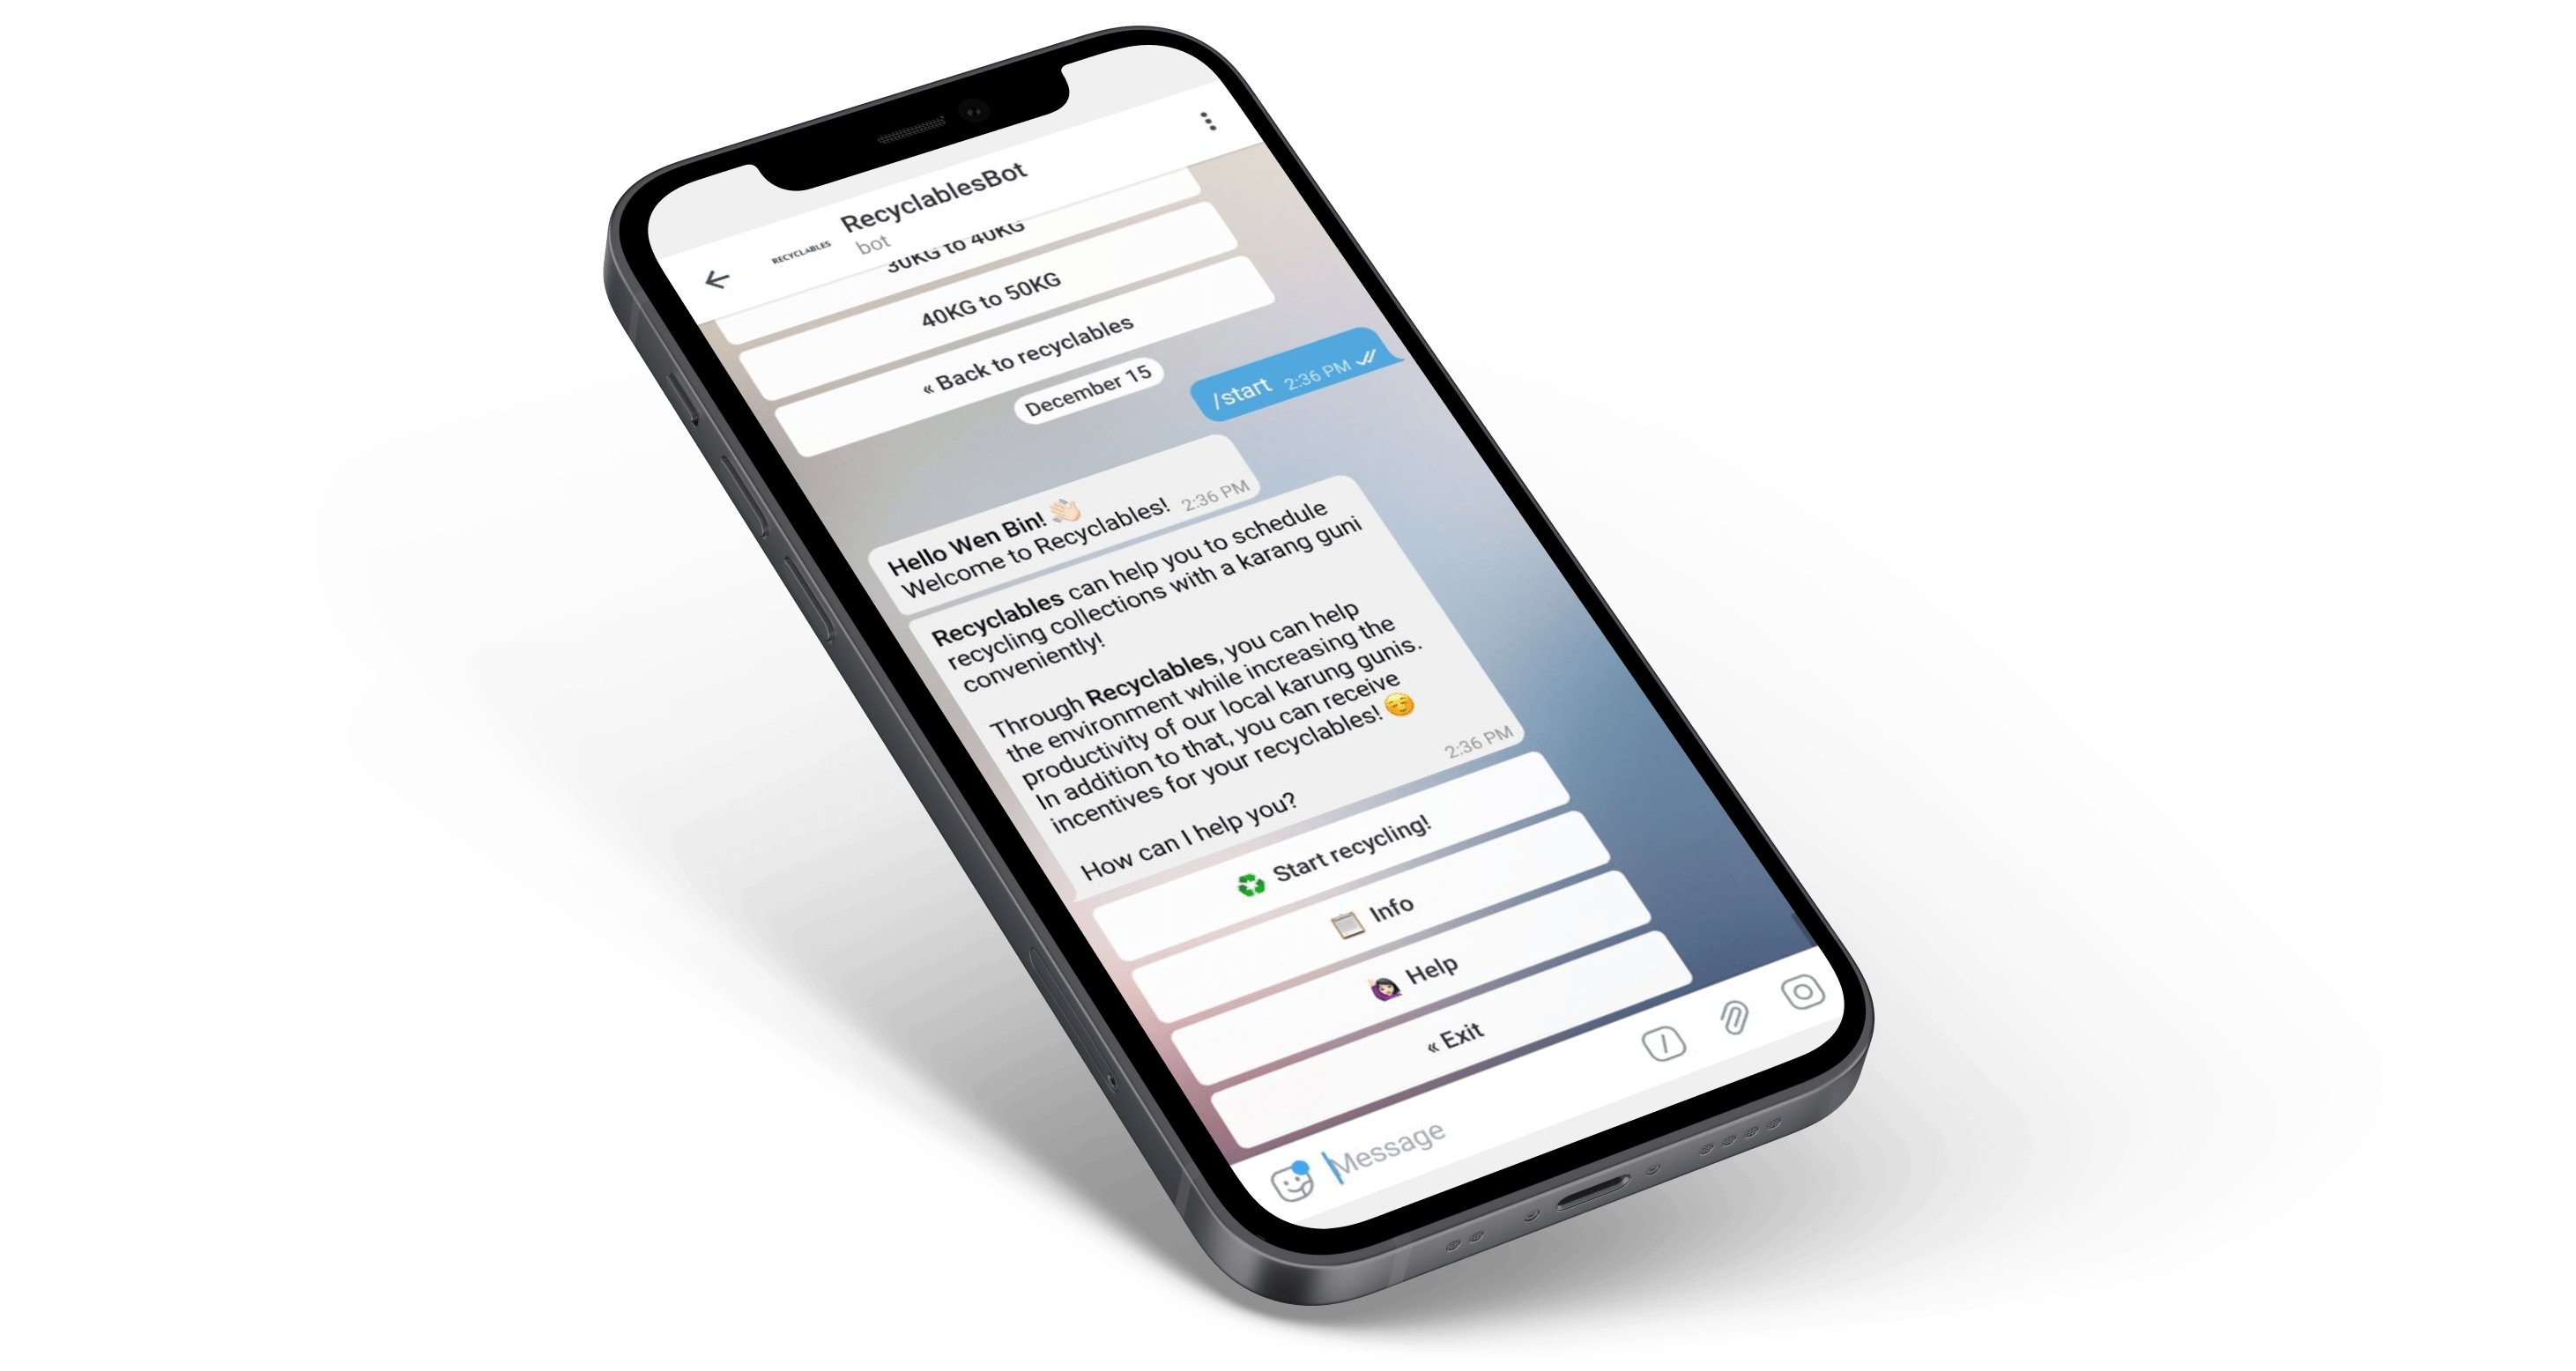 RecyclablesBot
RECYCLABLES
bot
30KG to 40KG
40KG to 50KG
« Back to recyclables
December 15
/start 2:36 PM
Hello Wen Bin! 👋🏻
Welcome to Recyclables! 2:36 PM
Recyclables can help you to schedule
recycling collections with a karang guni
conveniently!
Through Recyclables, you can help
the environment while increasing the
productivity of our local karung gunis.
In addition to that, you can receive
incentives for your recyclables! 😌
2:36 PM
How can I help you?
♻️ Start recycling!
📋 Info
🙋🏻‍♀️ Help
« Exit
/
Message